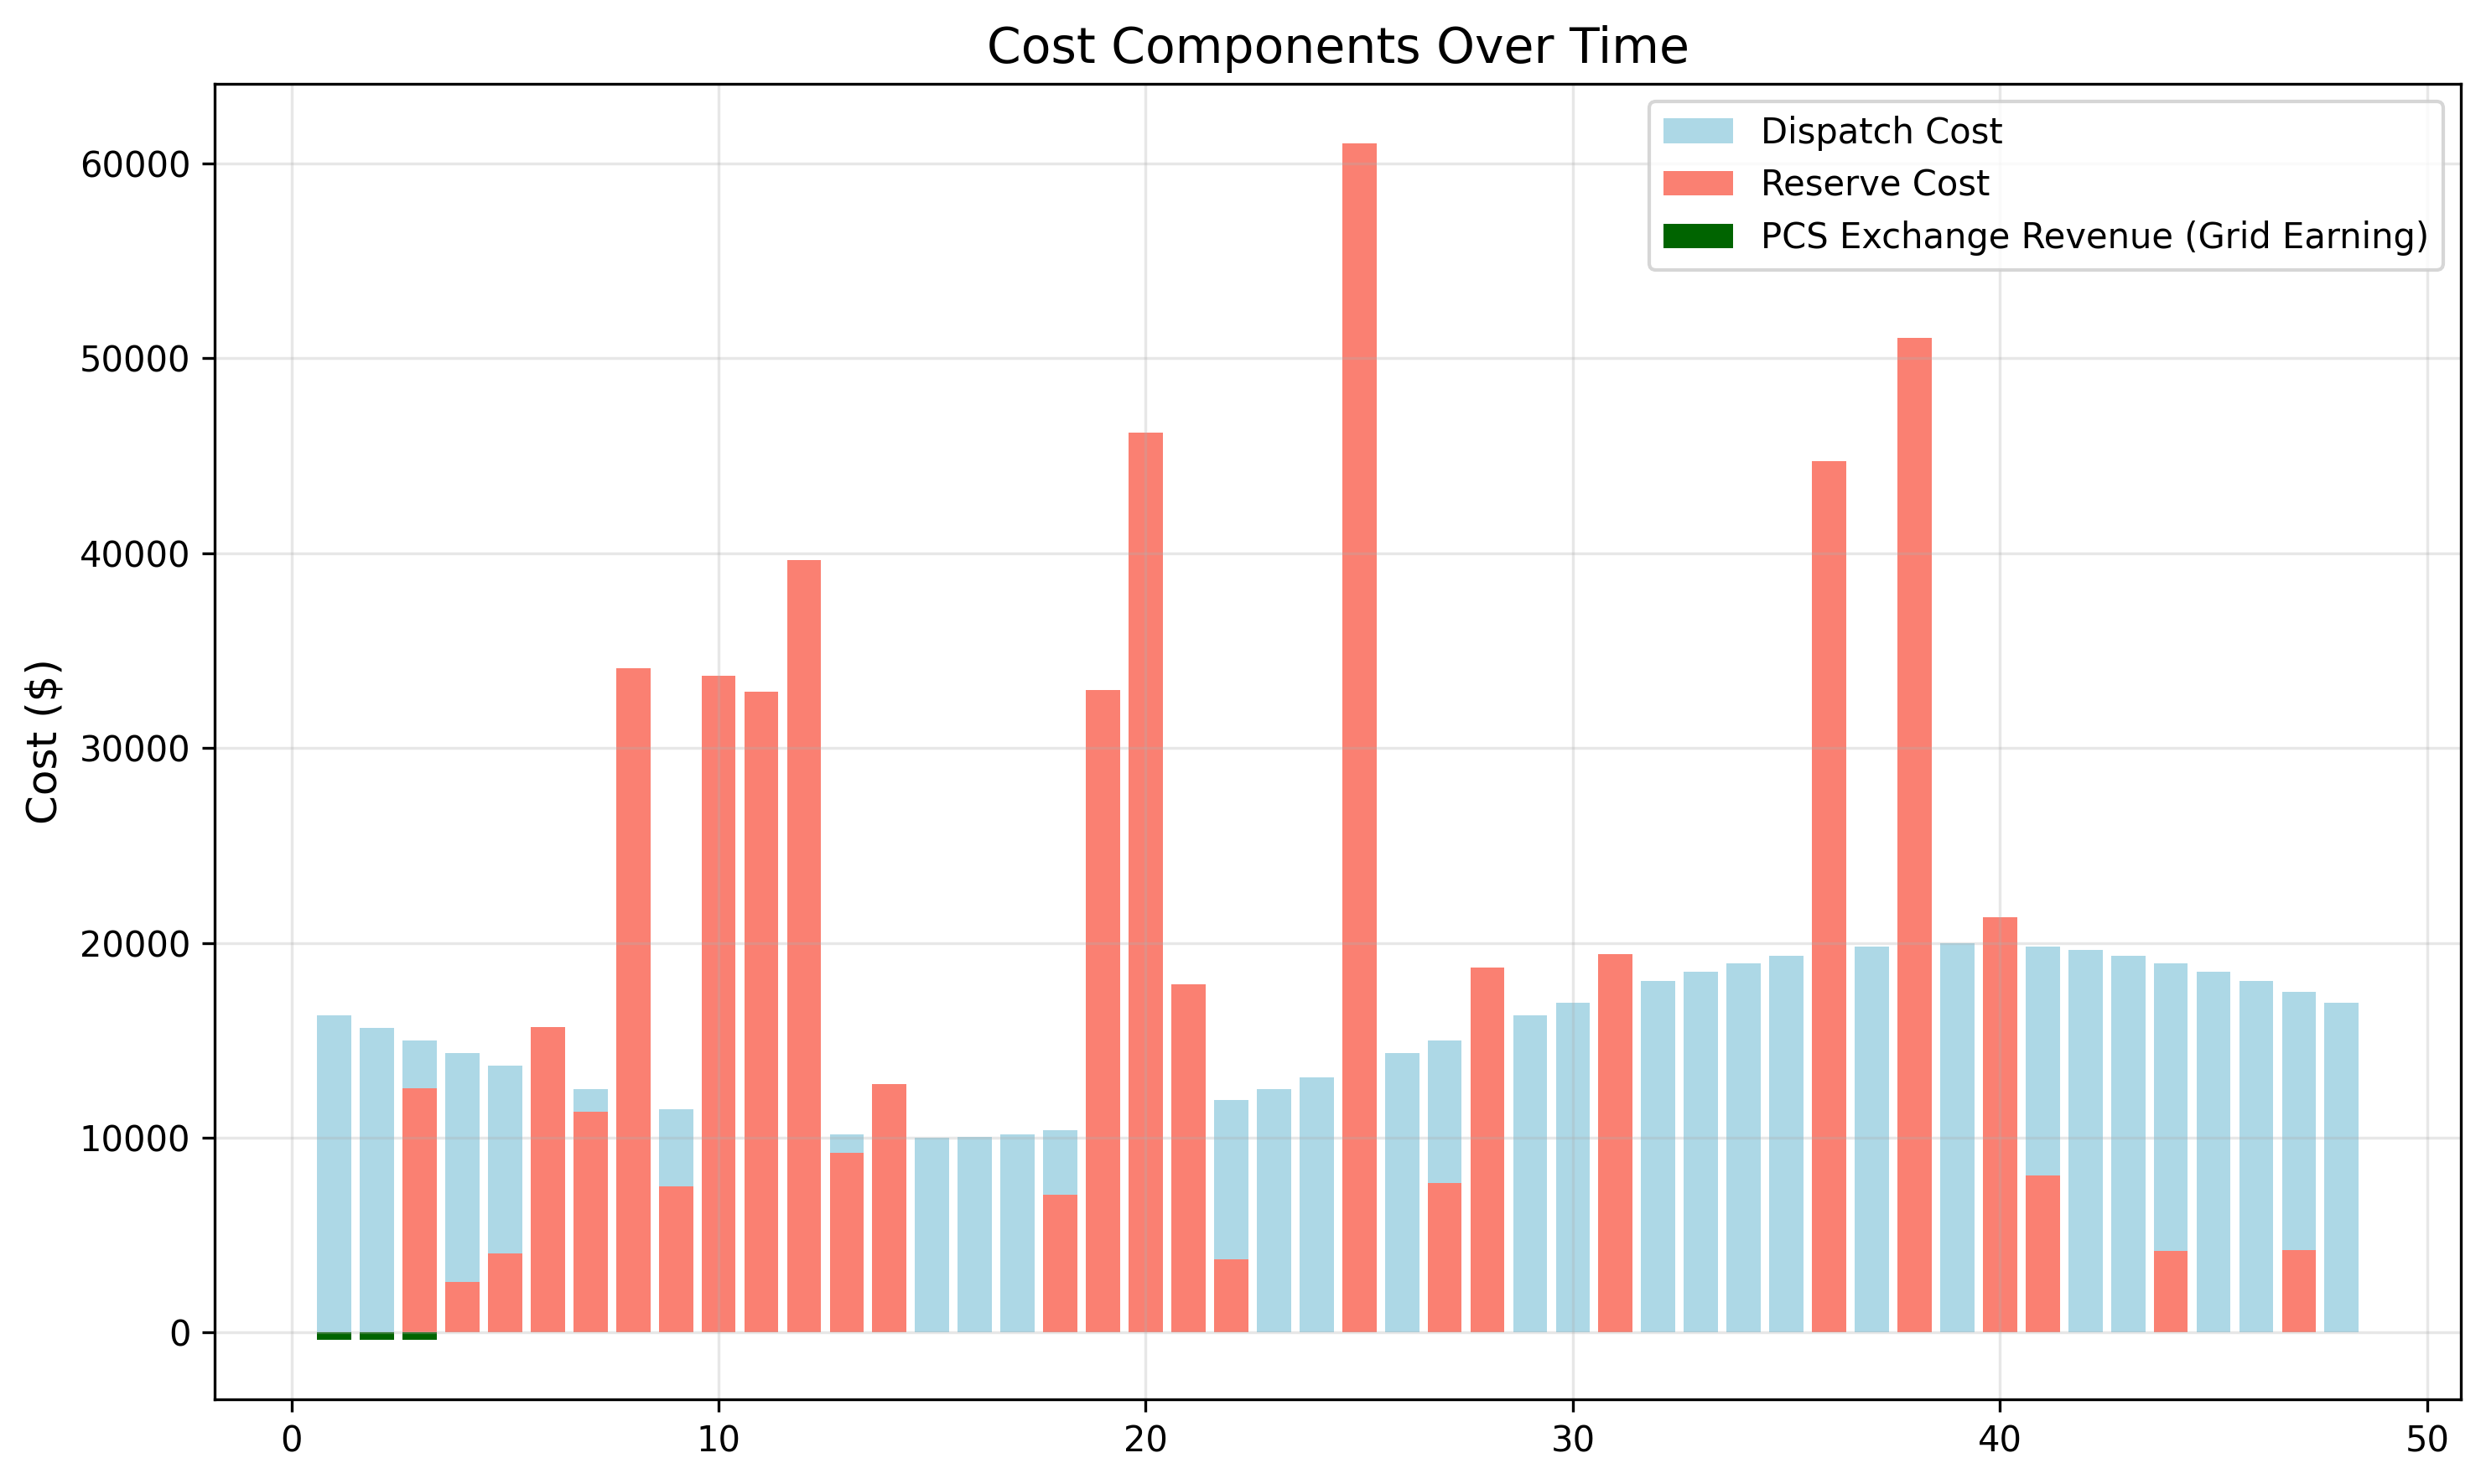 Cost Components Over Time
Dispatch Cost
Reserve Cost
PCS Exchange Revenue (Grid Earning)
Cost ($)
60000
50000
40000
30000
20000
10000
0
0 10 20 30 40 50